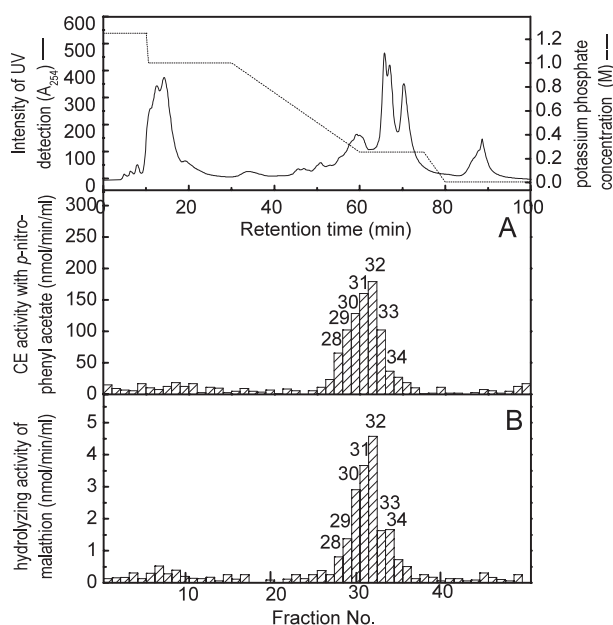 Intensity of UV
detection (A254) —
600
500
400
300
200
100
0
1.2
1.0
0.8
0.6
0.4
0.2
0.0
potassium phosphate
concentration (M) ---
0 20 40 60 80 100
Retention time (min)
A
CE activity with p-nitro-
phenyl acetate (nmol/min/ml)
300
250
200
150
100
50
0
28
29
30
31
32
33
34
B
hydrolyzing activity of
malathion (nmol/min/ml)
5
4
3
2
1
0
28
29
30
31
32
33
34
10 20 30 40
Fraction No.